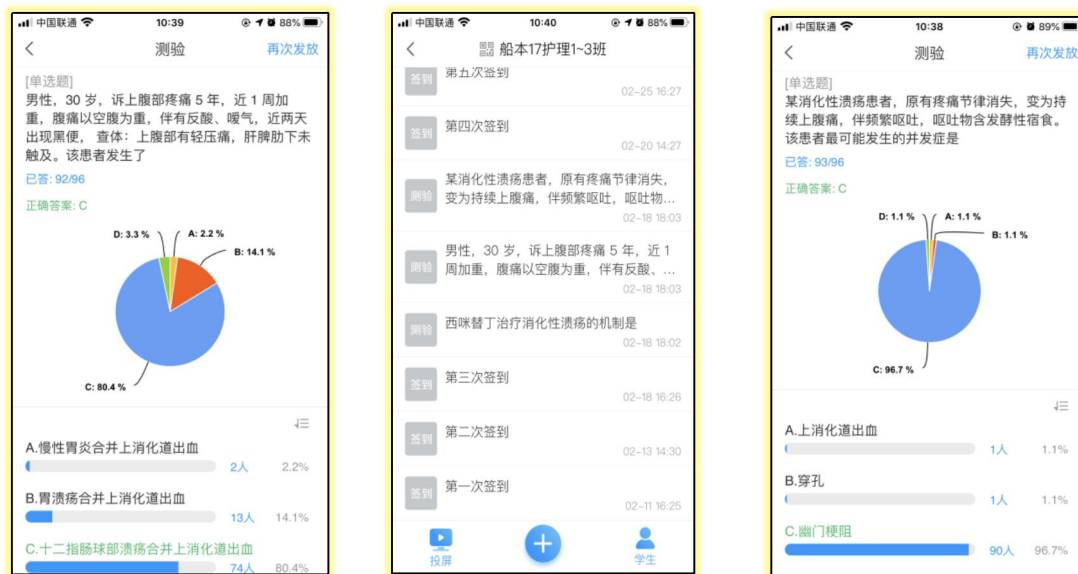 中国联通
10:39
88%
测验
再次发放
[单选题]
男性，30 岁，诉上腹部疼痛 5 年，近 1 周加
重，腹痛以空腹为重，伴有反酸、嗳气，近两天
出现黑便， 查体：上腹部有轻压痛，肝脾肋下未
触及。该患者发生了
已答: 92/96
正确答案: C
D: 3.3 %
A: 2.2 %
B: 14.1 %
C: 80.4 %
A.慢性胃炎合并上消化道出血
2人 2.2%
B.胃溃疡合并上消化道出血
13人 14.1%
C.十二指肠球部溃疡合并上消化道出血
74人 80.4%
中国联通
10:40
88%
船本17护理1~3班
签到
第五次签到
02-25 16:27
签到
第四次签到
02-20 14:27
测验
某消化性溃疡患者，原有疼痛节律消失，
变为持续上腹痛，伴频繁呕吐，呕吐物...
02-18 18:03
测验
男性，30 岁，诉上腹部疼痛 5 年，近 1
周加重，腹痛以空腹为重，伴有反酸、...
02-18 18:03
测验
西咪替丁治疗消化性溃疡的机制是
02-18 18:02
签到
第三次签到
02-18 16:26
签到
第二次签到
02-13 14:30
签到
第一次签到
02-11 16:25
投屏
学生
中国联通
10:38
89%
测验
再次发放
[单选题]
某消化性溃疡患者，原有疼痛节律消失，变为持
续上腹痛，伴频繁呕吐，呕吐物含发酵性宿食。
该患者最可能发生的并发症是
已答: 93/96
正确答案: C
D: 1.1 %
A: 1.1 %
B: 1.1 %
C: 96.7 %
A.上消化道出血
1人 1.1%
B.穿孔
1人 1.1%
C.幽门梗阻
90人 96.7%